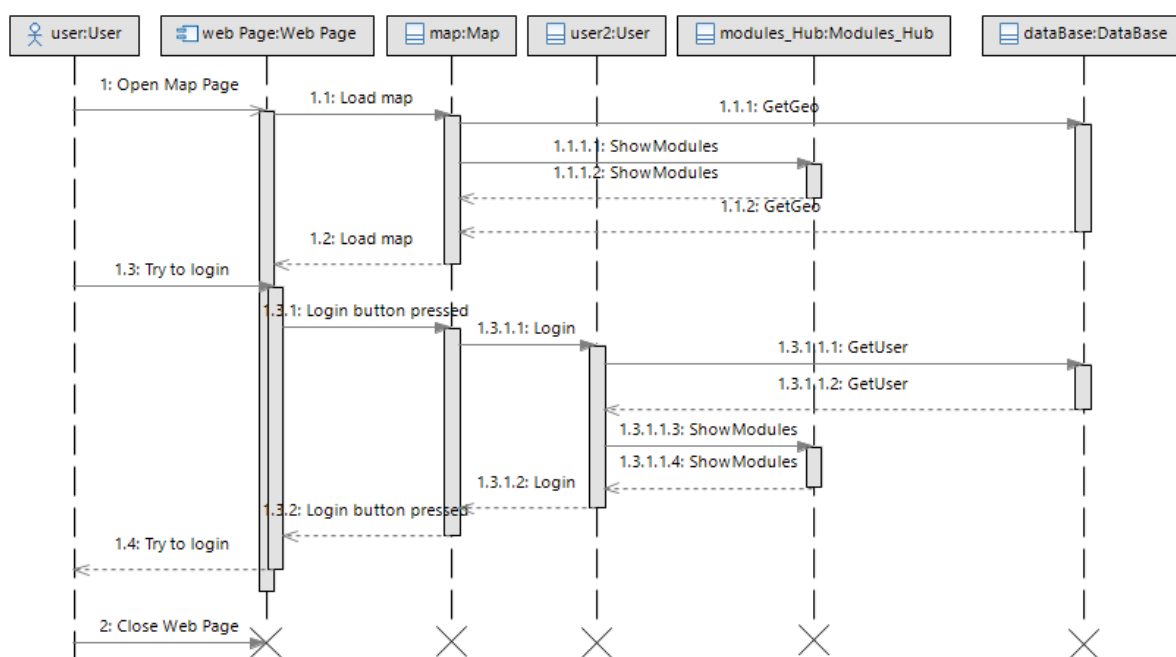 user:User
web Page:Web Page
map:Map
user2:User
modules_Hub:Modules_Hub
dataBase:DataBase
1: Open Map Page
1.1: Load map
1.1.1: GetGeo
1.1.1.1: ShowModules
1.1.1.2: ShowModules
1.1.2: GetGeo
1.2: Load map
1.3: Try to login
1.3.1: Login button pressed
1.3.1.1: Login
1.3.1.1.1: GetUser
1.3.1.1.2: GetUser
1.3.1.1.3: ShowModules
1.3.1.1.4: ShowModules
1.3.1.2: Login
1.3.2: Login button pressed
1.4: Try to login
2: Close Web Page